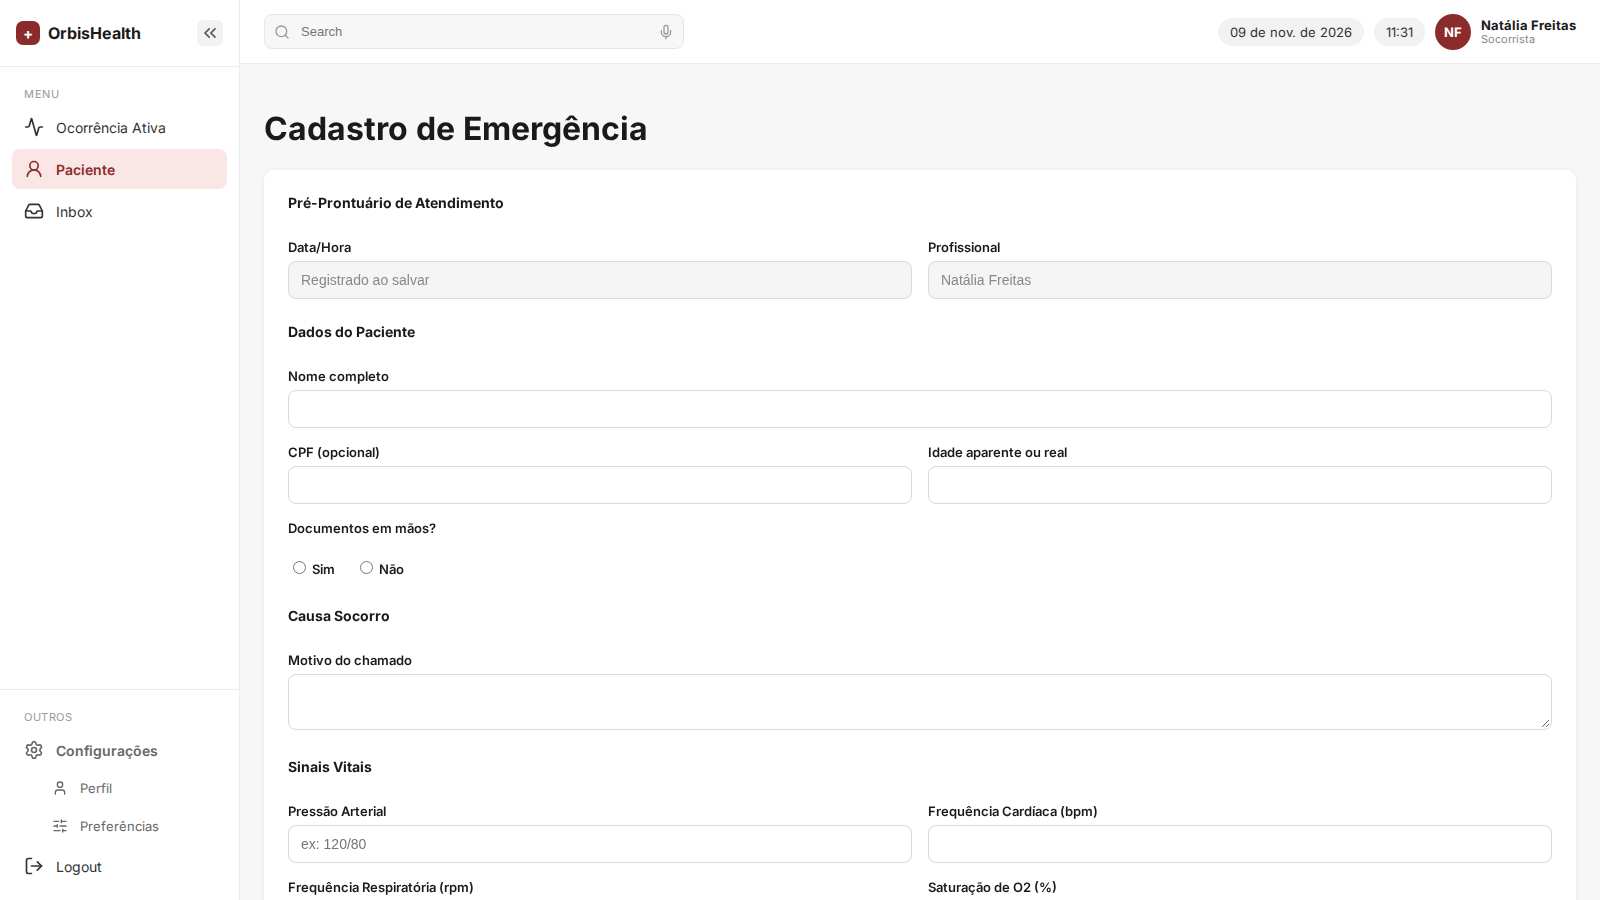 OrbisHealth
Search
09 de nov. de 2026
11:31
NF
Natália Freitas
Socorrista
MENU
Ocorrência Ativa
Paciente
Inbox
OUTROS
Configurações
Perfil
Preferências
Logout
Cadastro de Emergência
Pré-Prontuário de Atendimento
Data/Hora
Profissional
Registrado ao salvar
Natália Freitas
Dados do Paciente
Nome completo
CPF (opcional)
Idade aparente ou real
Documentos em mãos?
Sim
Não
Causa Socorro
Motivo do chamado
Sinais Vitais
Pressão Arterial
Frequência Cardíaca (bpm)
ex: 120/80
Frequência Respiratória (rpm)
Saturação de O2 (%)